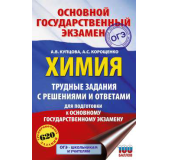 ОСНОВНОЙ
ГОСУДАРСТВЕННЫЙ ЭКЗАМЕН
ОГЭ
А.В. КУПЦОВА, А.С. КОРОЩЕНКО
ХИМИЯ
ТРУДНЫЕ ЗАДАНИЯ
С РЕШЕНИЯМИ И ОТВЕТАМИ
ДЛЯ ПОДГОТОВКИ
К ОСНОВНОМУ
ГОСУДАРСТВЕННОМУ ЭКЗАМЕНУ
620
ОГЭ – ШКОЛЬНИКАМ
И УЧИТЕЛЯМ
100
БАЛЛОВ